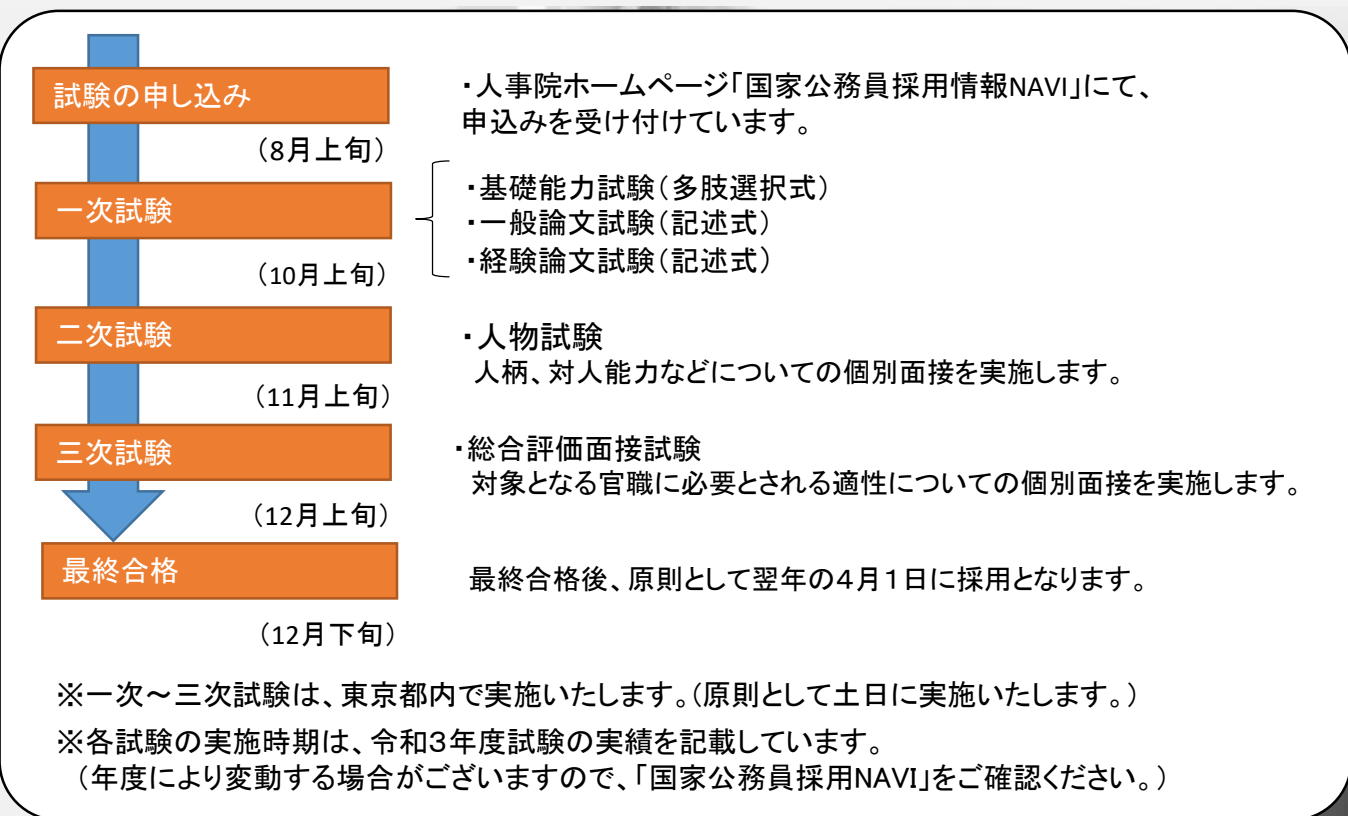 試験の申し込み
・人事院ホームページ「国家公務員採用情報NAVI」にて、
申込みを受け付けています。
（8月上旬）
一次試験
・基礎能力試験（多肢選択式）
・一般論文試験（記述式）
・経験論文試験（記述式）
（10月上旬）
二次試験
・人物試験
人柄、対人能力などについての個別面接を実施します。
（11月上旬）
三次試験
・総合評価面接試験
対象となる官職に必要とされる適性についての個別面接を実施します。
（12月上旬）
最終合格
最終合格後、原則として翌年の４月１日に採用となります。
（12月下旬）
※一次～三次試験は、東京都内で実施いたします。（原則として土日に実施いたします。）
※各試験の実施時期は、令和３年度試験の実績を記載しています。
（年度により変動する場合がございますので、「国家公務員採用NAVI」をご確認ください。）